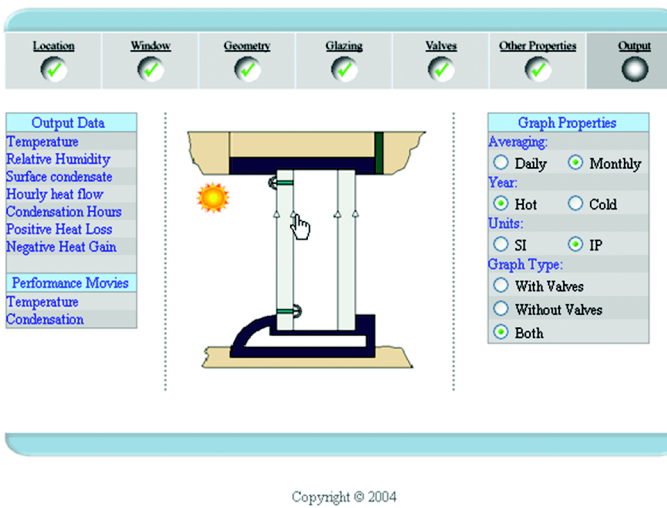 Location Window Geometry Glazing Valves Other Properties Output
Output Data
Temperature
Relative Humidity
Surface condensate
Hourly heat flow
Condensation Hours
Positive Heat Loss
Negative Heat Gain
Performance Movies
Temperature
Condensation
Graph Properties
Averaging:
Daily Monthly
Year:
Hot Cold
Units:
SI IP
Graph Type:
With Valves
Without Valves
Both
Copyright © 2004